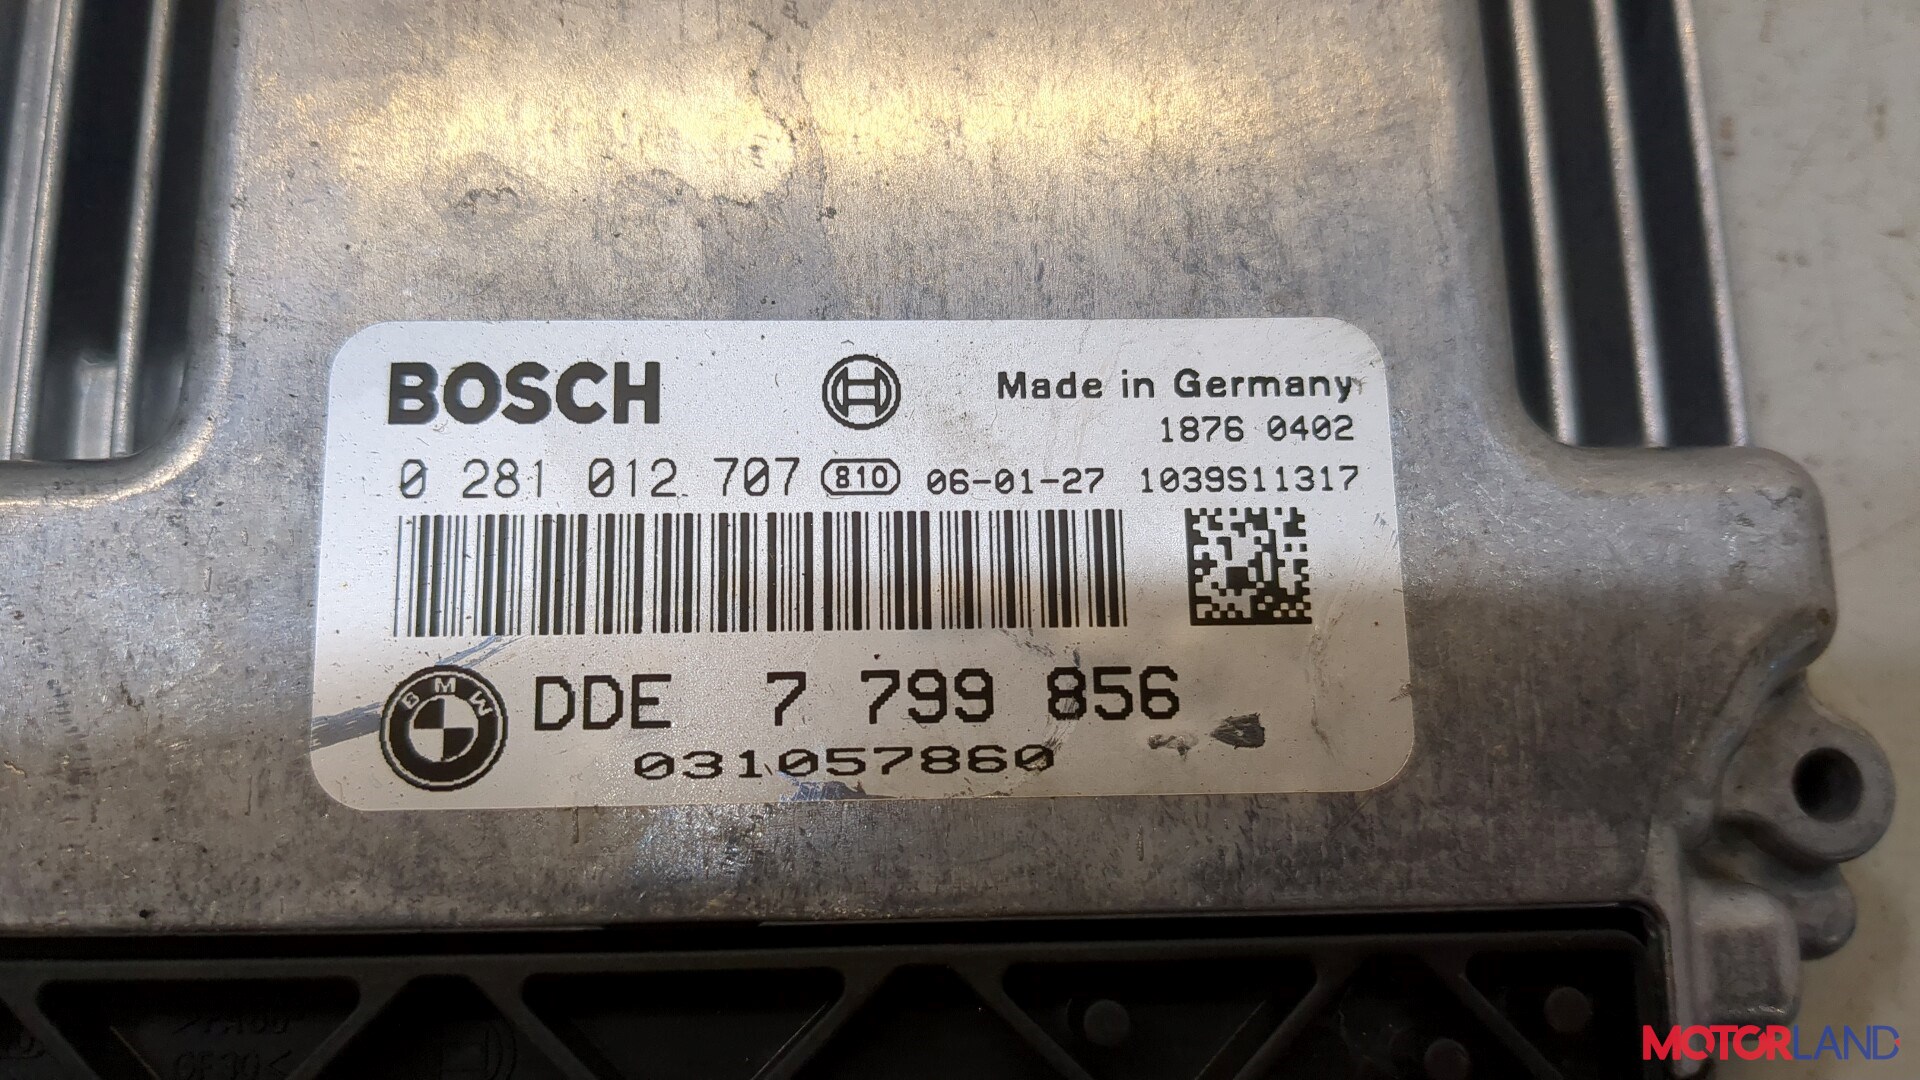 BOSCH
Made in Germany
1876 0402
0 281 012 707 810 06-01-27 1039S11317
BMW
DDE 7 799 856
031057860
MOTORLAND